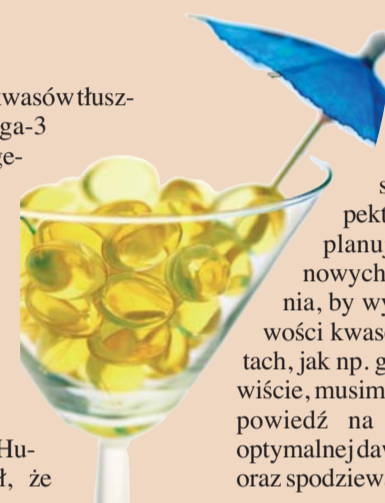 kwasów tłusz-
ga-3
ge-
Hu-
ł, że
s
pekt
planuj
nowych
nia, by wy
wości kwas
tach, jak np. g
wiście, musim
powiedź na
optymalnej daw
oraz spodziew